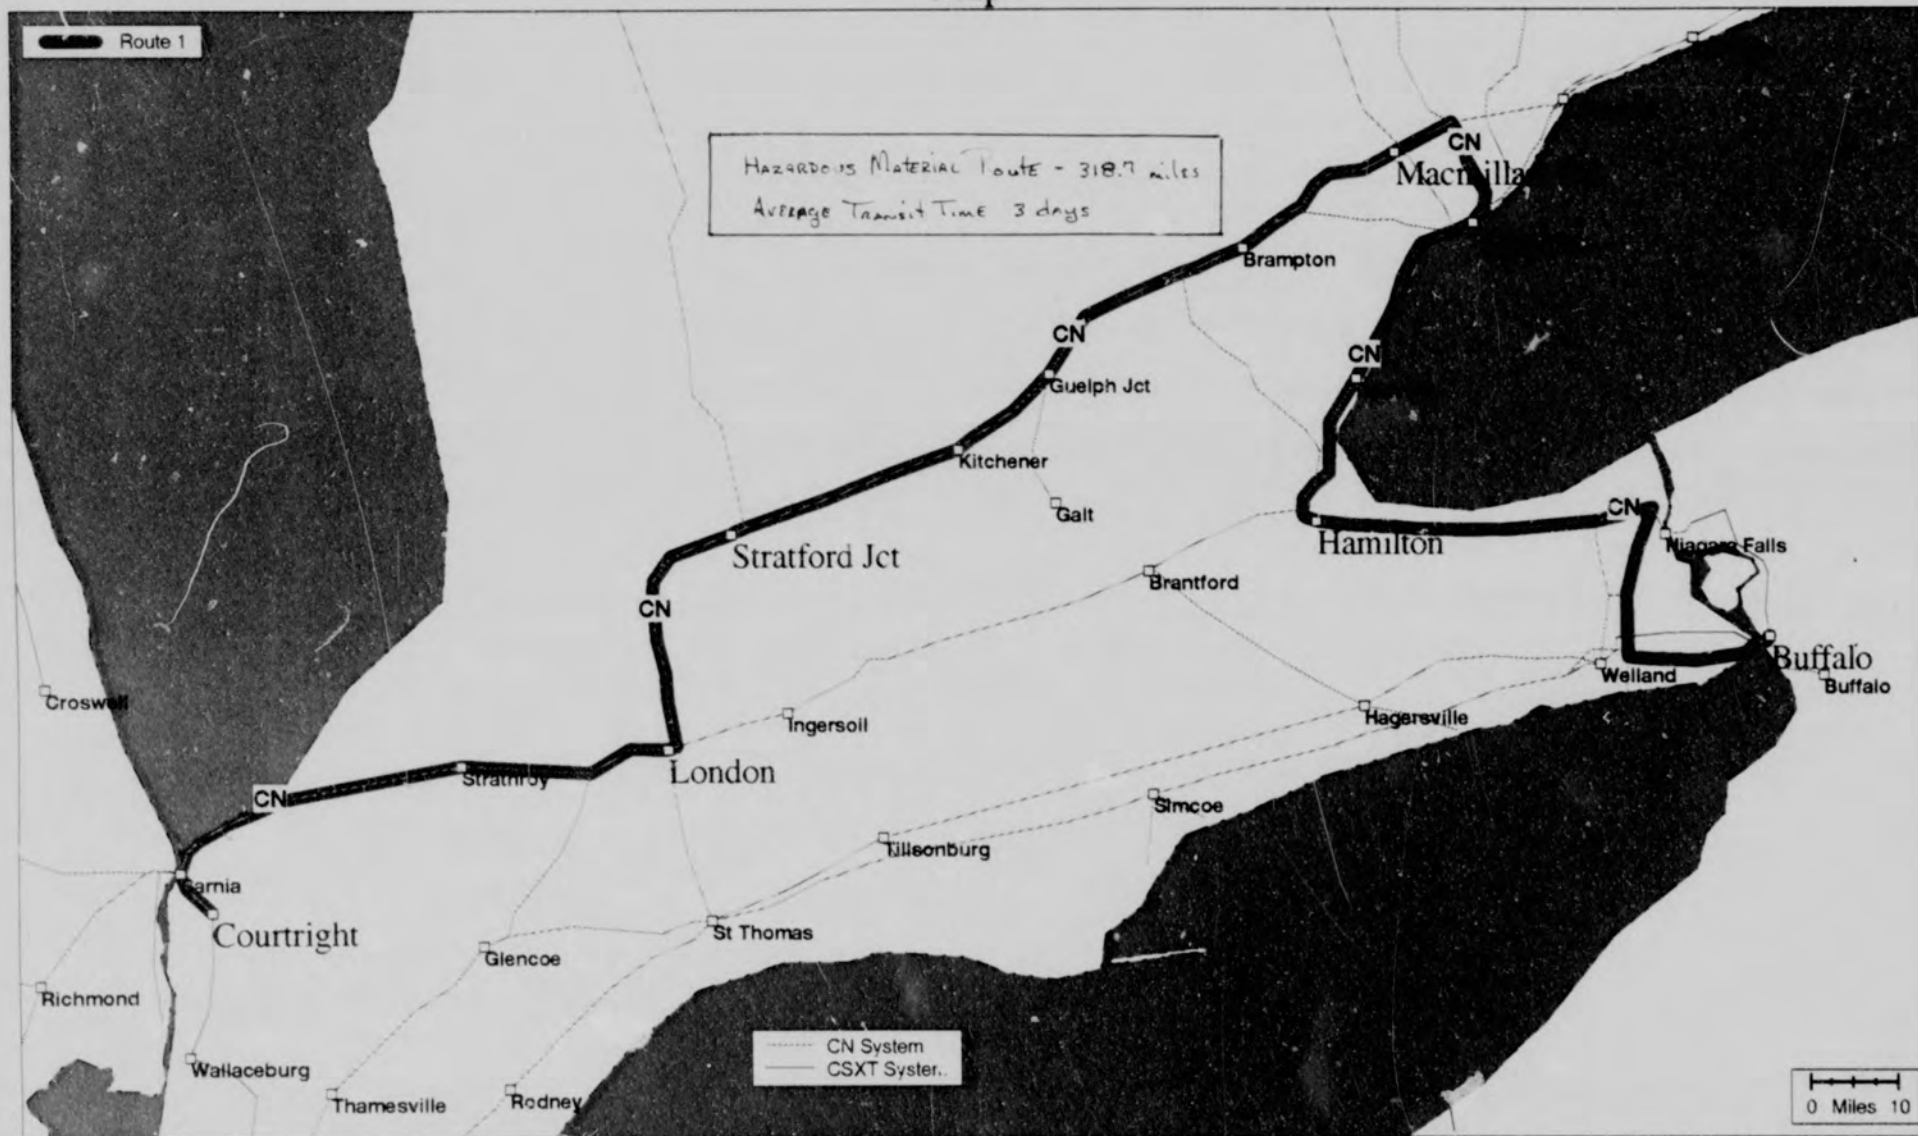 Route 1
HAZARDOUS MATERIAL Route - 318.7 miles
AVERAGE TRANSIT TIME 3 days
CN
Macmilla
Brampton
CN
CN
Guelph Jct
Kitchener
Galt
CN
Hamilton
Niagara Falls
Stratford Jct
Brantford
CN
Buffalo
Welland
Buffalo
Croswell
Ingersoll
Hagersville
London
Strathroy
CN
Simcoe
Tillsonburg
Sarnia
Courtright
St Thomas
Glencoe
Richmond
CN System
CSXT System..
Wallaceburg
Thamesville
Rodney
0 Miles 10